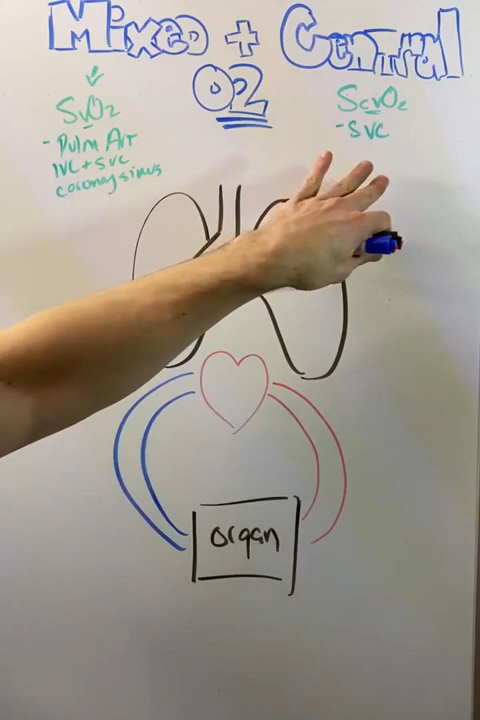 Mixed + Central
O2
SvO2
- Pulm Art
IVC + SVC
coronary sinus
ScvO2
- SVC
organ